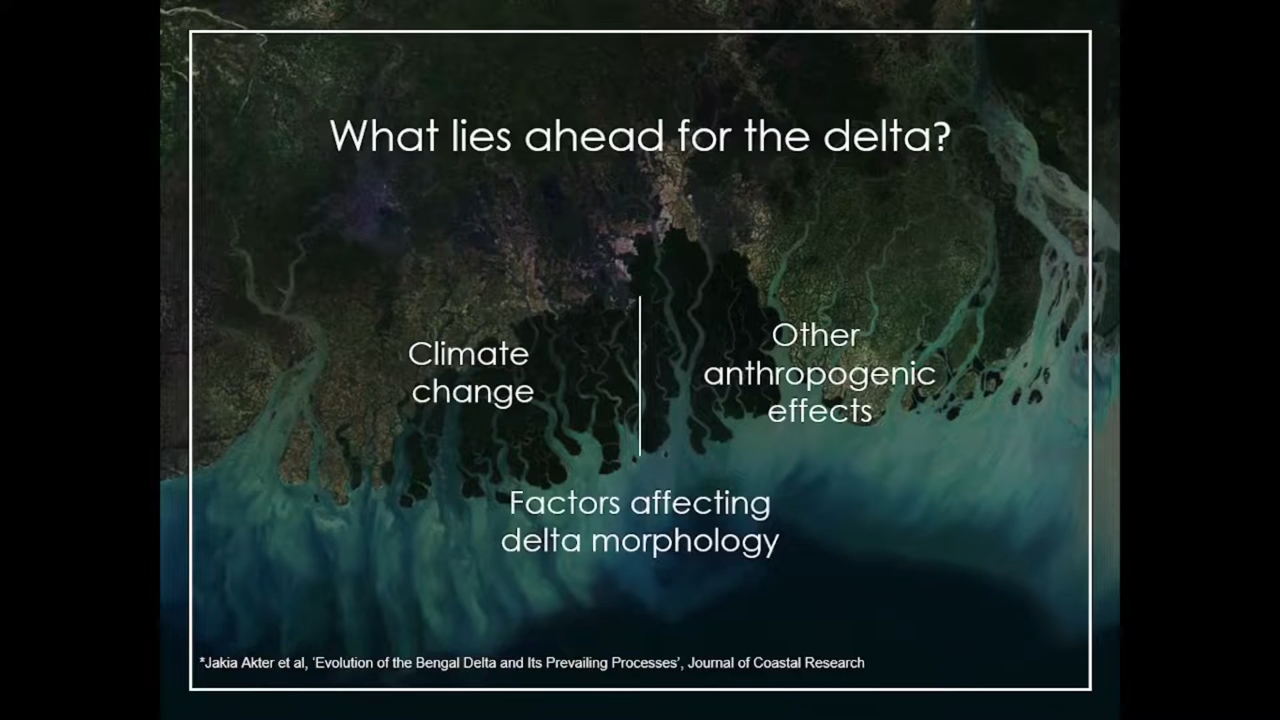 What lies ahead for the delta?
Climate
change
Other
anthropogenic
effects
Factors affecting
delta morphology
*Jakia Akter et al, ‘Evolution of the Bengal Delta and Its Prevailing Processes’, Journal of Coastal Research